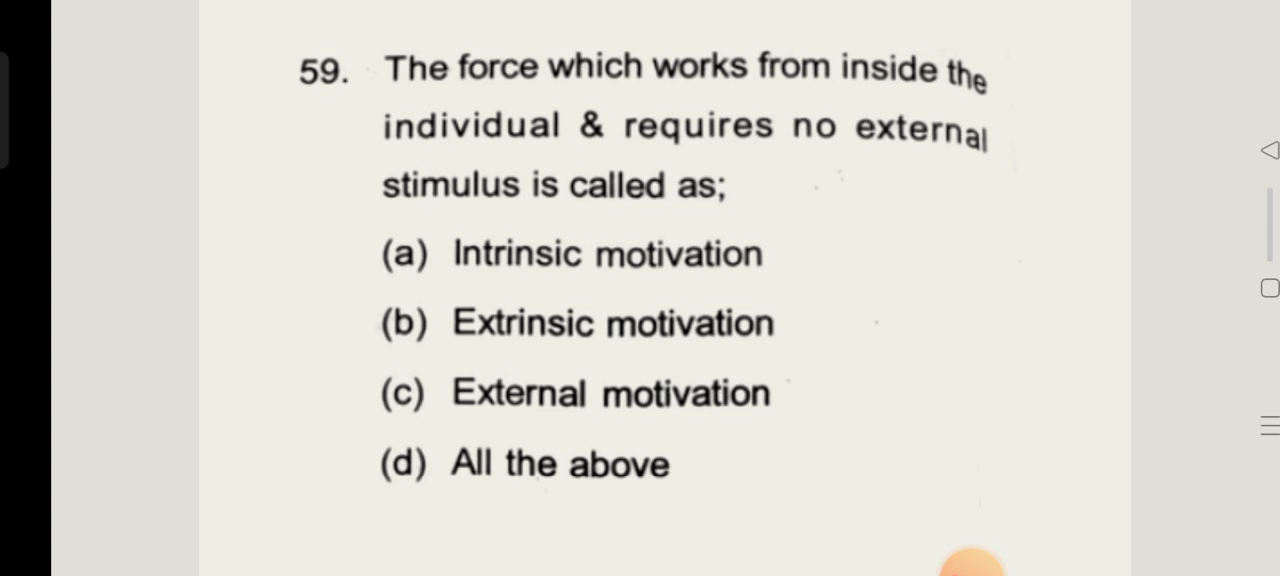 59. The force which works from inside the
individual & requires no external
stimulus is called as;
(a) Intrinsic motivation
(b) Extrinsic motivation
(c) External motivation
(d) All the above